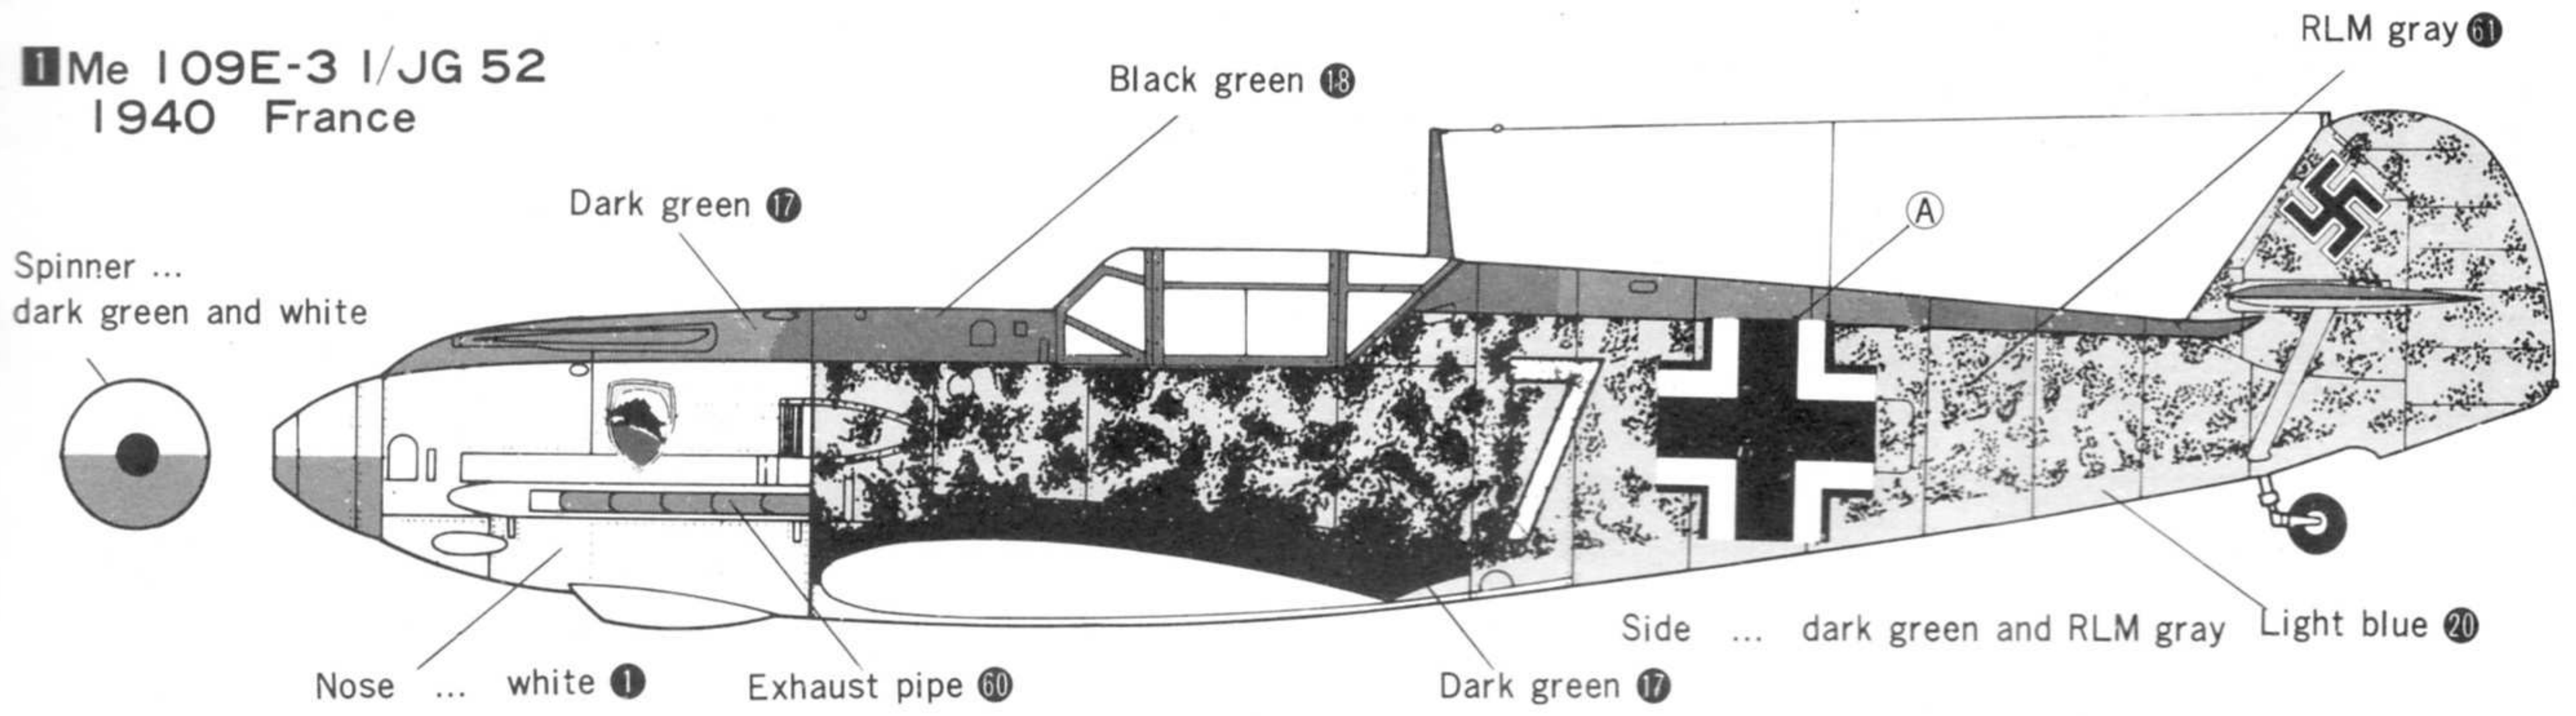 1 Me 109E-3 I/JG 52
1940 France
Spinner ...
dark green and white
Dark green 17
Black green 18
RLM gray 61
A
7
Nose ... white 1
Exhaust pipe 60
Dark green 17
Side ... dark green and RLM gray
Light blue 20